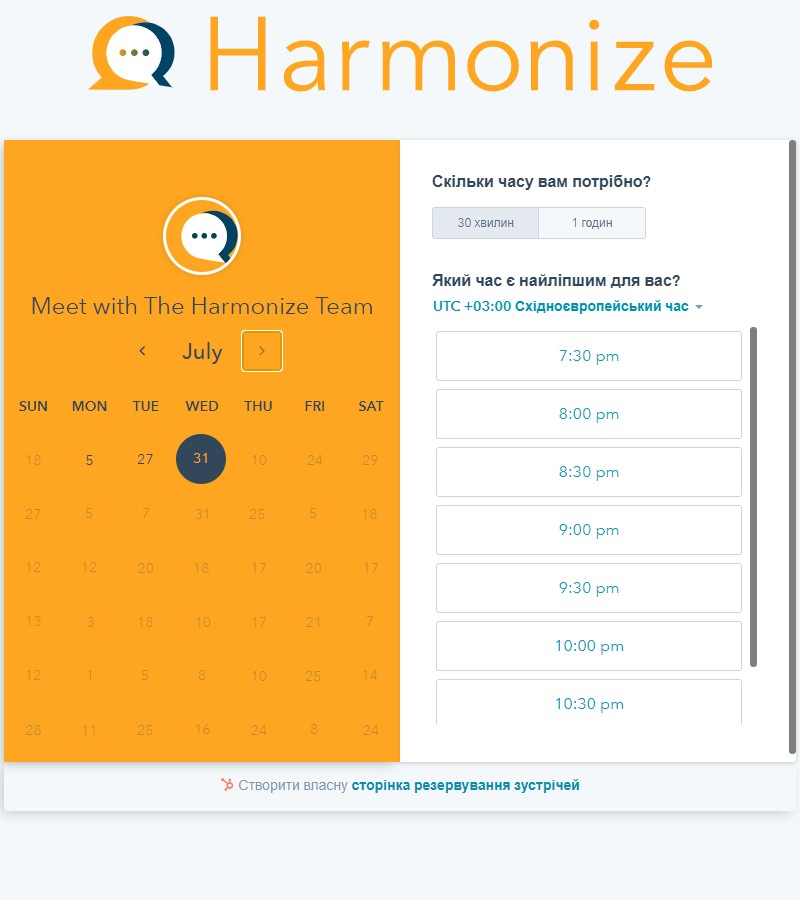 Harmonize
Meet with The Harmonize Team
July
SUN MON TUE WED THU FRI SAT
18 5 27 31 10 24 29
27 5 7 31 25 5 18
12 12 20 18 17 20 17
13 3 18 10 17 21 7
12 1 5 8 10 25 14
28 11 25 16 24 8 24
Скільки часу вам потрібно?
30 хвилин 1 годин
Який час є найліпшим для вас?
UTC +03:00 Східноєвропейський час
7:30 pm
8:00 pm
8:30 pm
9:00 pm
9:30 pm
10:00 pm
10:30 pm
Створити власну сторінка резервування зустрічей